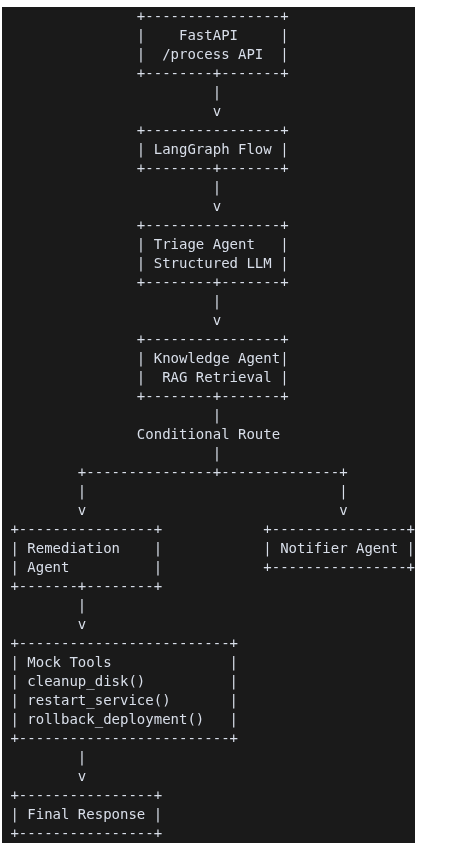 +----------------+
                |    FastAPI     |
                |  /process API  |
                +--------+-------+
                         |
                         v
                +----------------+
                | LangGraph Flow |
                +--------+-------+
                         |
                         v
                +----------------+
                | Triage Agent   |
                | Structured LLM |
                +--------+-------+
                         |
                         v
                +----------------+
                | Knowledge Agent|
                |  RAG Retrieval |
                +--------+-------+
                         |
                Conditional Route
                         |
         +---------------+--------------+
         |                              |
         v                              v
 +----------------+            +----------------+
 | Remediation    |            | Notifier Agent |
 | Agent          |            +----------------+
 +-------+--------+
         |
         v
 +-------------------------+
 | Mock Tools              |
 | cleanup_disk()          |
 | restart_service()       |
 | rollback_deployment()   |
 +-------------------------+
         |
         v
 +----------------+
 | Final Response |
 +----------------+